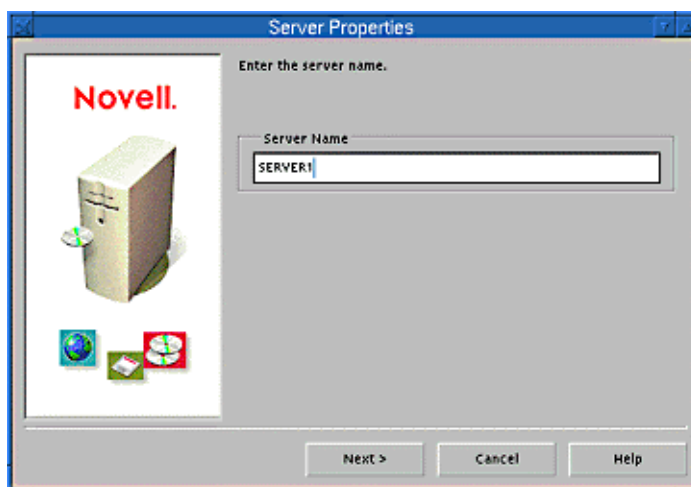 Server Properties
Novell.
Enter the server name.
Server Name
SERVER1
Next >
Cancel
Help